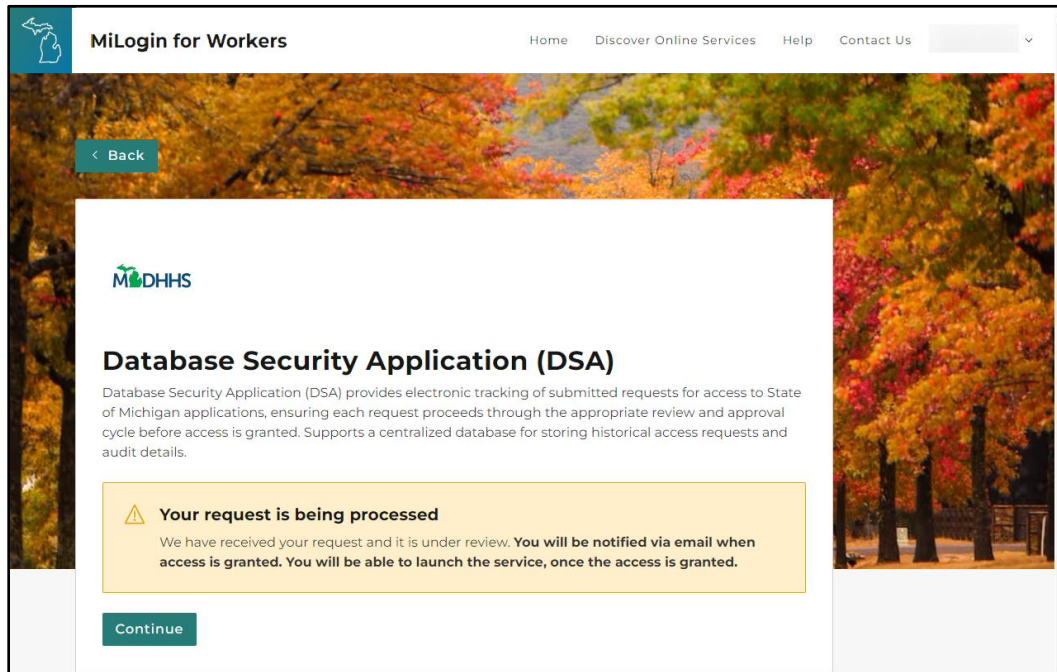 MiLogin for Workers
Home Discover Online Services Help Contact Us
< Back
MDHHS
Database Security Application (DSA)
Database Security Application (DSA) provides electronic tracking of submitted requests for access to State
of Michigan applications, ensuring each request proceeds through the appropriate review and approval
cycle before access is granted. Supports a centralized database for storing historical access requests and
audit details.
Your request is being processed
We have received your request and it is under review. You will be notified via email when
access is granted. You will be able to launch the service, once the access is granted.
Continue